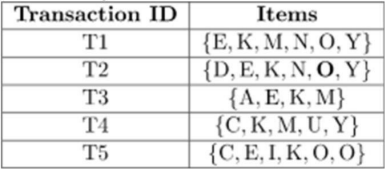 Transaction ID Items
T1 {E, K, M, N, O, Y}
T2 {D, E, K, N, O, Y}
T3 {A, E, K, M}
T4 {C, K, M, U, Y}
T5 {C, E, I, K, O, O}